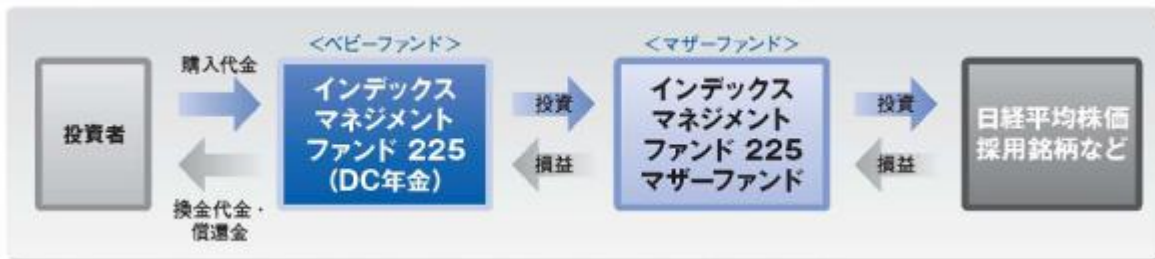 ＜ベビーファンド＞
＜マザーファンド＞
投資者
購入代金
換金代金・
償還金
インデックス
マネジメント
ファンド 225
(DC年金)
投資
損益
インデックス
マネジメント
ファンド 225
マザーファンド
投資
損益
日経平均株価
採用銘柄など